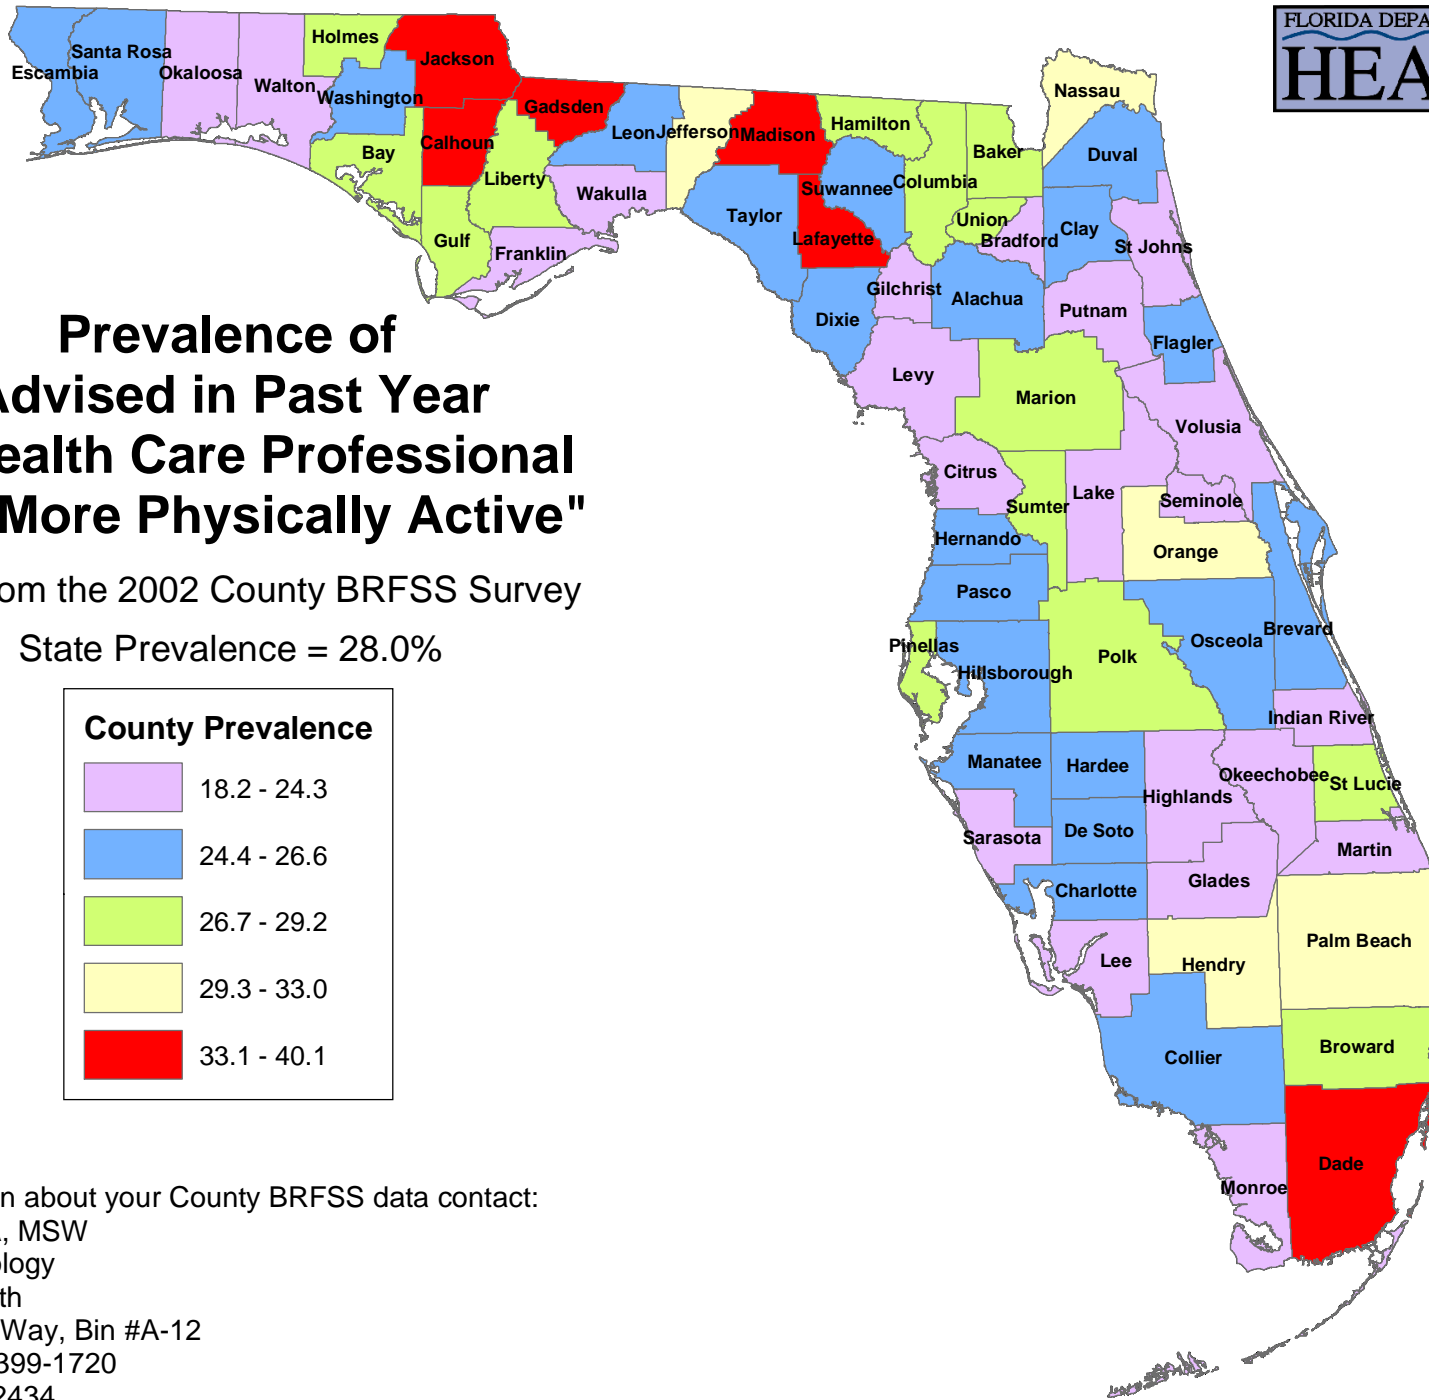 FLORIDA DEPA
HEA
Holmes
Jackson
Santa Rosa
Escambia
Okaloosa
Walton
Washington
Gadsden
Calhoun
Leon
Jefferson
Madison
Hamilton
Nassau
Baker
Duval
Bay
Liberty
Wakulla
Taylor
Suwannee
Columbia
Union
Bradford
Clay
St Johns
Gulf
Franklin
Lafayette
Gilchrist
Alachua
Putnam
Dixie
Flagler
Levy
Marion
Volusia
Citrus
Lake
Sumter
Seminole
Hernando
Orange
Pasco
Pinellas
Hillsborough
Polk
Osceola
Brevard
Indian River
Manatee
Hardee
Highlands
Okeechobee
St Lucie
Sarasota
De Soto
Martin
Charlotte
Glades
Lee
Hendry
Palm Beach
Collier
Broward
Dade
Monroe
Prevalence of
Advised in Past Year
ealth Care Professional
More Physically Active"
om the 2002 County BRFSS Survey
State Prevalence = 28.0%
County Prevalence
18.2 - 24.3
24.4 - 26.6
26.7 - 29.2
29.3 - 33.0
33.1 - 40.1
n about your County BRFSS data contact:
, MSW
ology
th
Way, Bin #A-12
399-1720
2434